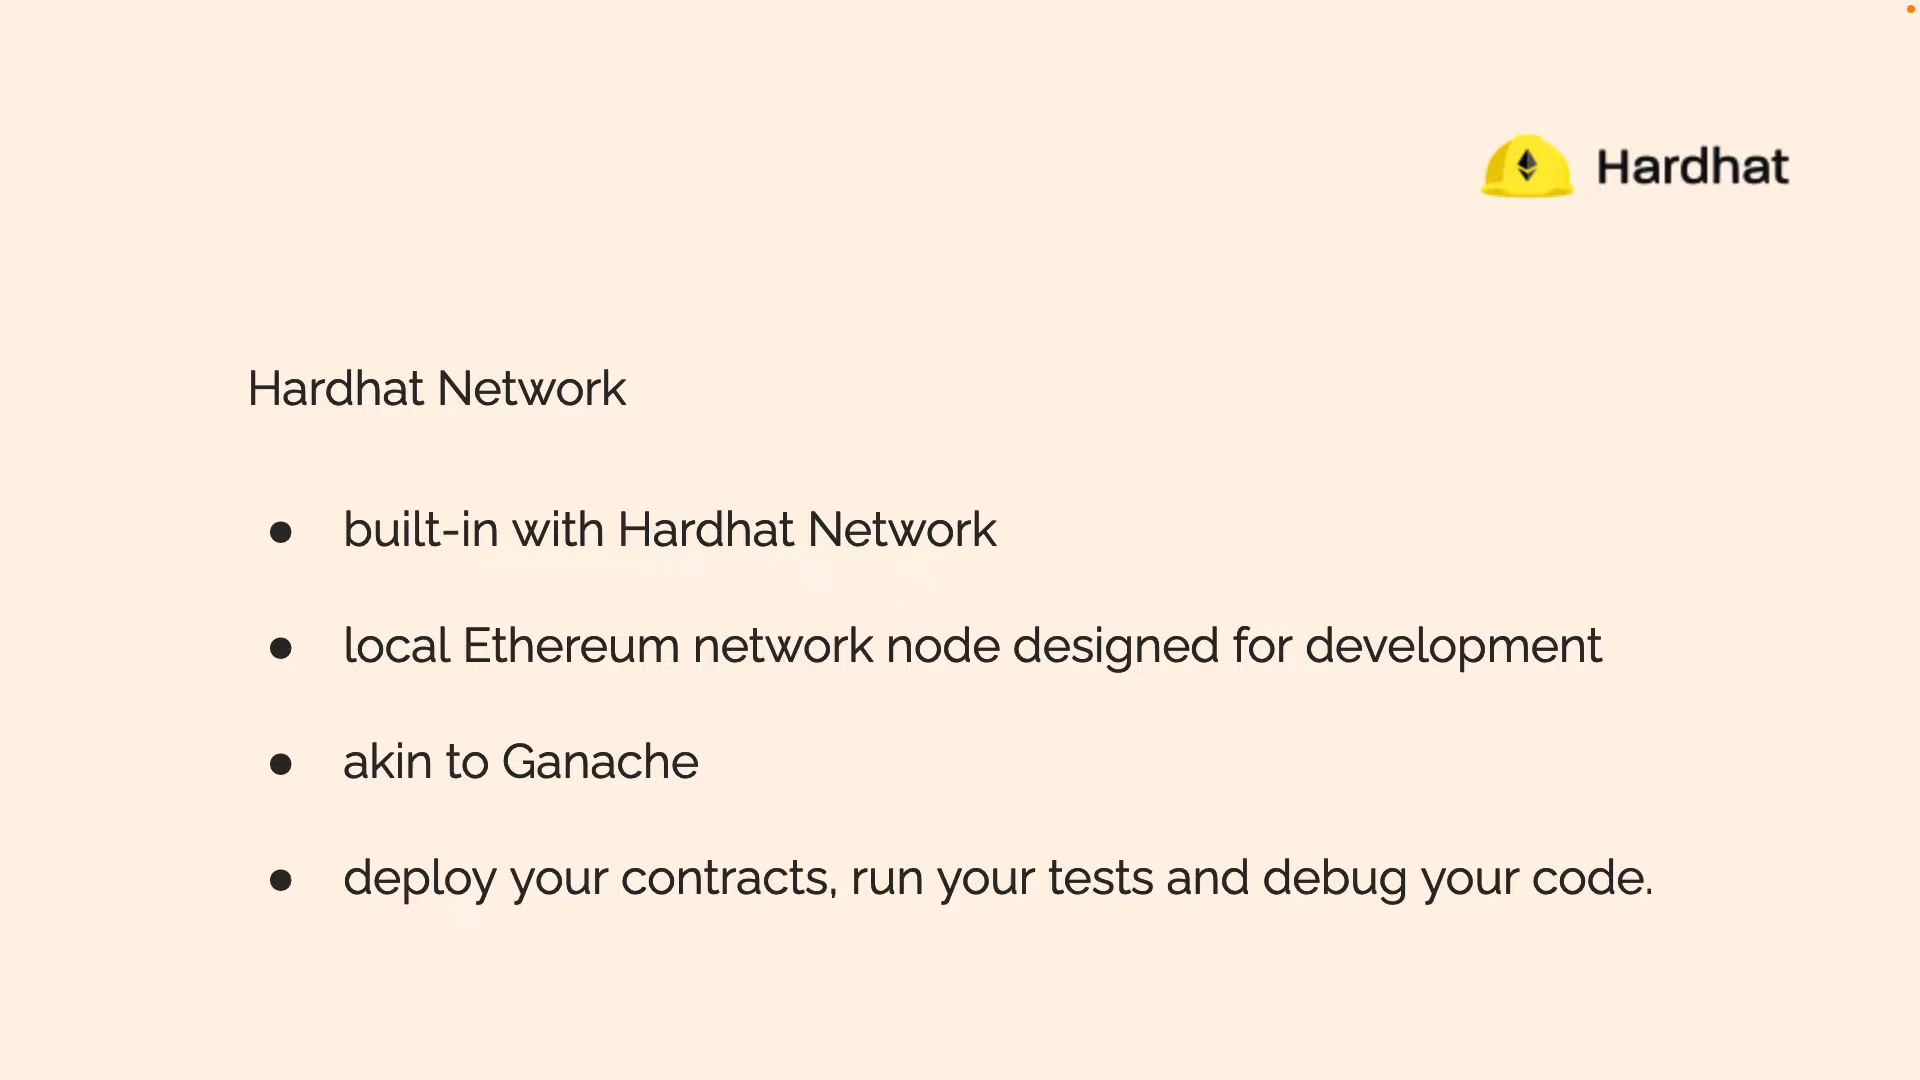 Hardhat
Hardhat Network
● built-in with Hardhat Network
● local Ethereum network node designed for development
● akin to Ganache
● deploy your contracts, run your tests and debug your code.